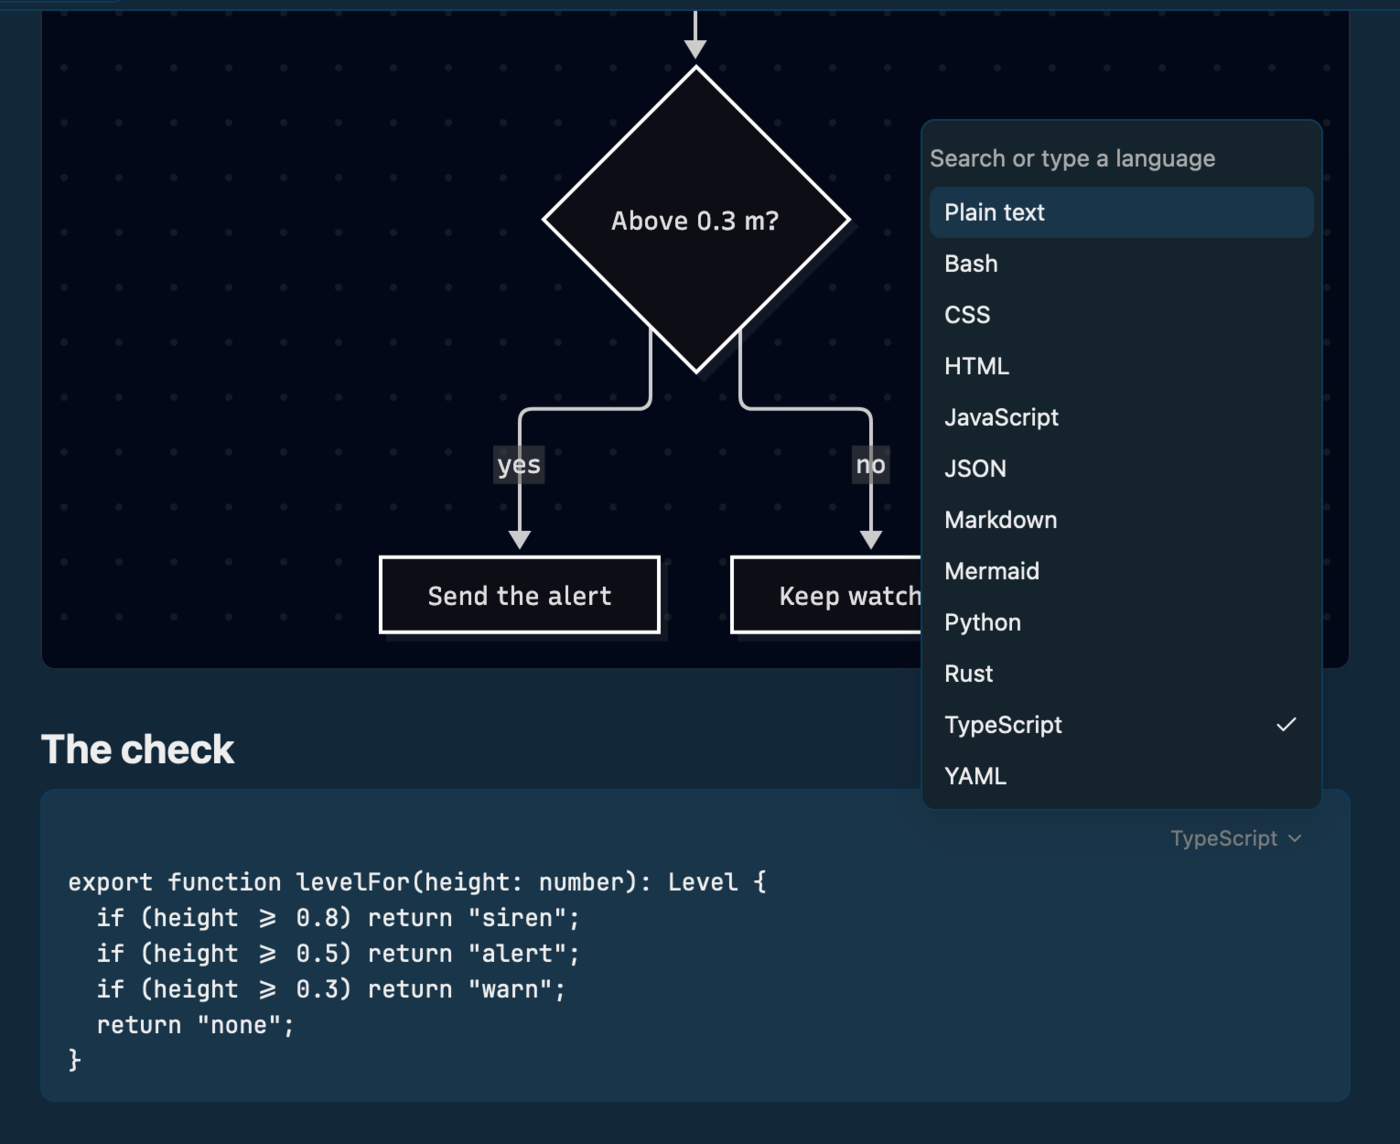 Above 0.3 m?
yes
no
Send the alert
Keep watch
Search or type a language
Plain text
Bash
CSS
HTML
JavaScript
JSON
Markdown
Mermaid
Python
Rust
TypeScript
YAML
The check
TypeScript
export function levelFor(height: number): Level {
  if (height ⩾ 0.8) return "siren";
  if (height ⩾ 0.5) return "alert";
  if (height ⩾ 0.3) return "warn";
  return "none";
}